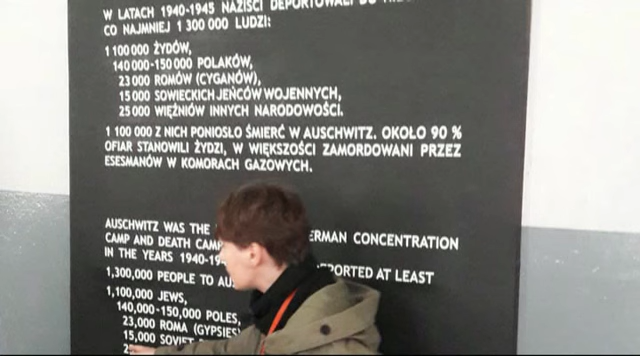 W LATACH 1940-1945 NAZIŚCI DEPORTOWALI DO
CO NAJMNIEJ 1 300 000 LUDZI:
1 100 000 ŻYDÓW,
140 000-150 000 POLAKÓW,
23 000 ROMÓW (CYGANÓW),
15 000 SOWIECKICH JEŃCÓW WOJENNYCH,
25 000 WIĘŹNIÓW INNYCH NARODOWOŚCI.
1 100 000 Z NICH PONIOSŁO ŚMIERĆ W AUSCHWITZ. OKOŁO 90 %
OFIAR STANOWILI ŻYDZI, W WIĘKSZOŚCI ZAMORDOWANI PRZEZ
ESESMANÓW W KOMORACH GAZOWYCH.
AUSCHWITZ WAS THE ERMAN CONCENTRATION
CAMP AND DEATH CAM
IN THE YEARS 1940-19 PORTED AT LEAST
1,300,000 PEOPLE TO AUS
1,100,000 JEWS,
140,000-150,000 POLES,
23,000 ROMA (GYPSIES)
15,000 SOVIET